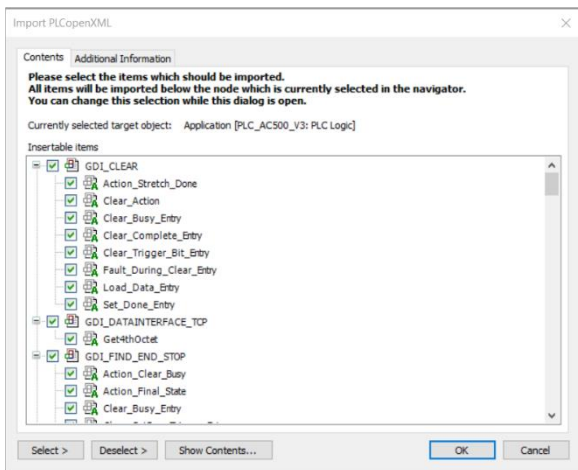 Import PLCopenXML
Contents Additional Information
Please select the items which should be imported.
All items will be imported below the node which is currently selected in the navigator.
You can change this selection while this dialog is open.
Currently selected target object: Application [PLC_AC500_V3: PLC Logic]
Insertable items
GDI_CLEAR
Action_Stretch_Done
Clear_Action
Clear_Busy_Entry
Clear_Complete_Entry
Clear_Trigger_Bit_Entry
Fault_During_Clear_Entry
Load_Data_Entry
Set_Done_Entry
GDI_DATAINTERFACE_TCP
Get4thOctet
GDI_FIND_END_STOP
Action_Clear_Busy
Action_Final_State
Clear_Busy_Entry
Select > Deselect > Show Contents... OK Cancel